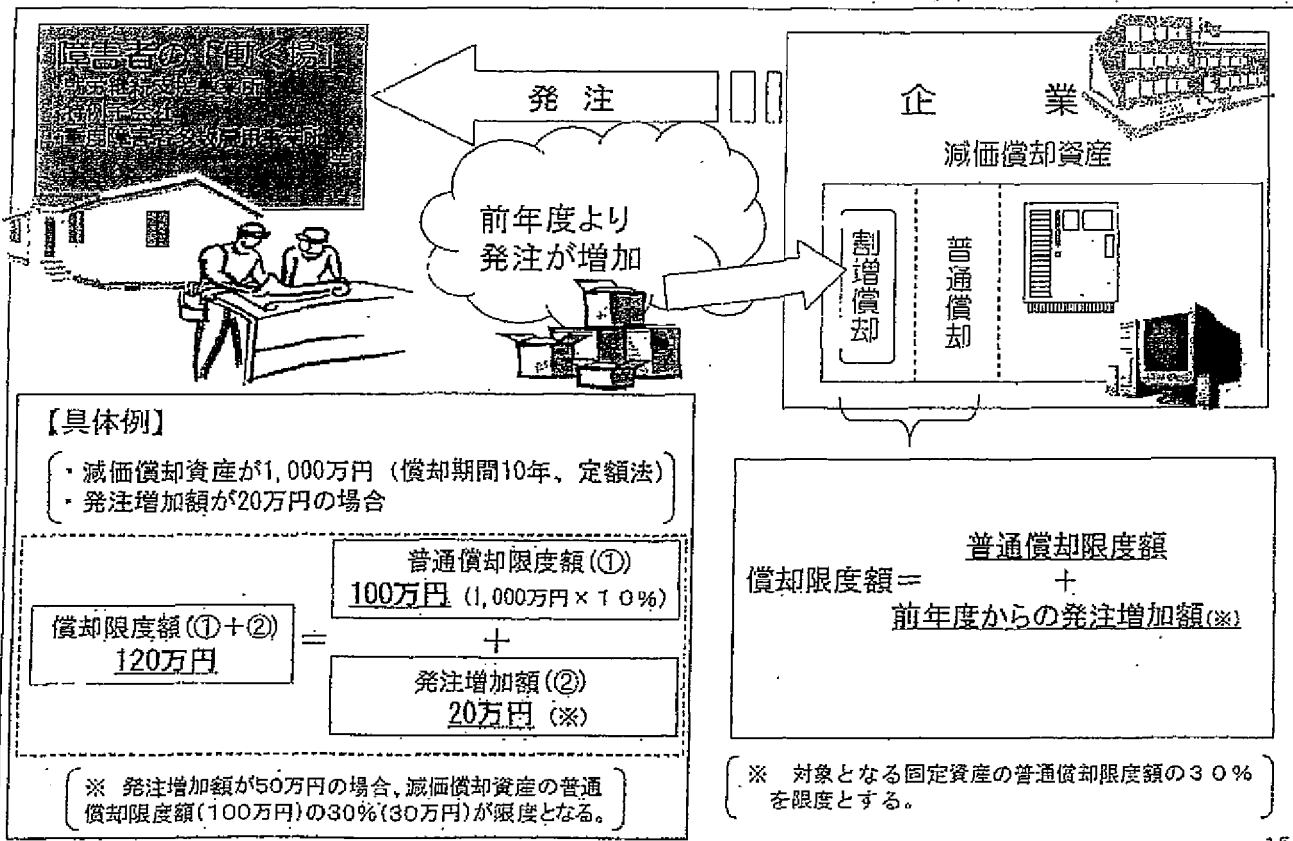 障害者の「働く場」
発 注
企 業
減価償却資産
前年度より
発注が増加
割増償却
普通償却
【具体例】
・減価償却資産が1,000万円（償却期間10年、定額法）
・発注増加額が20万円の場合
償却限度額(①＋②)
120万円
＝
普通償却限度額(①)
100万円 (1,000万円×１０%)
＋
発注増加額(②)
20万円 (※)
※ 発注増加額が50万円の場合、減価償却資産の普通
償却限度額(100万円)の30%(30万円)が限度となる。
普通償却限度額
償却限度額＝ ＋
前年度からの発注増加額(※)
※ 対象となる固定資産の普通償却限度額の３０％
を限度とする。